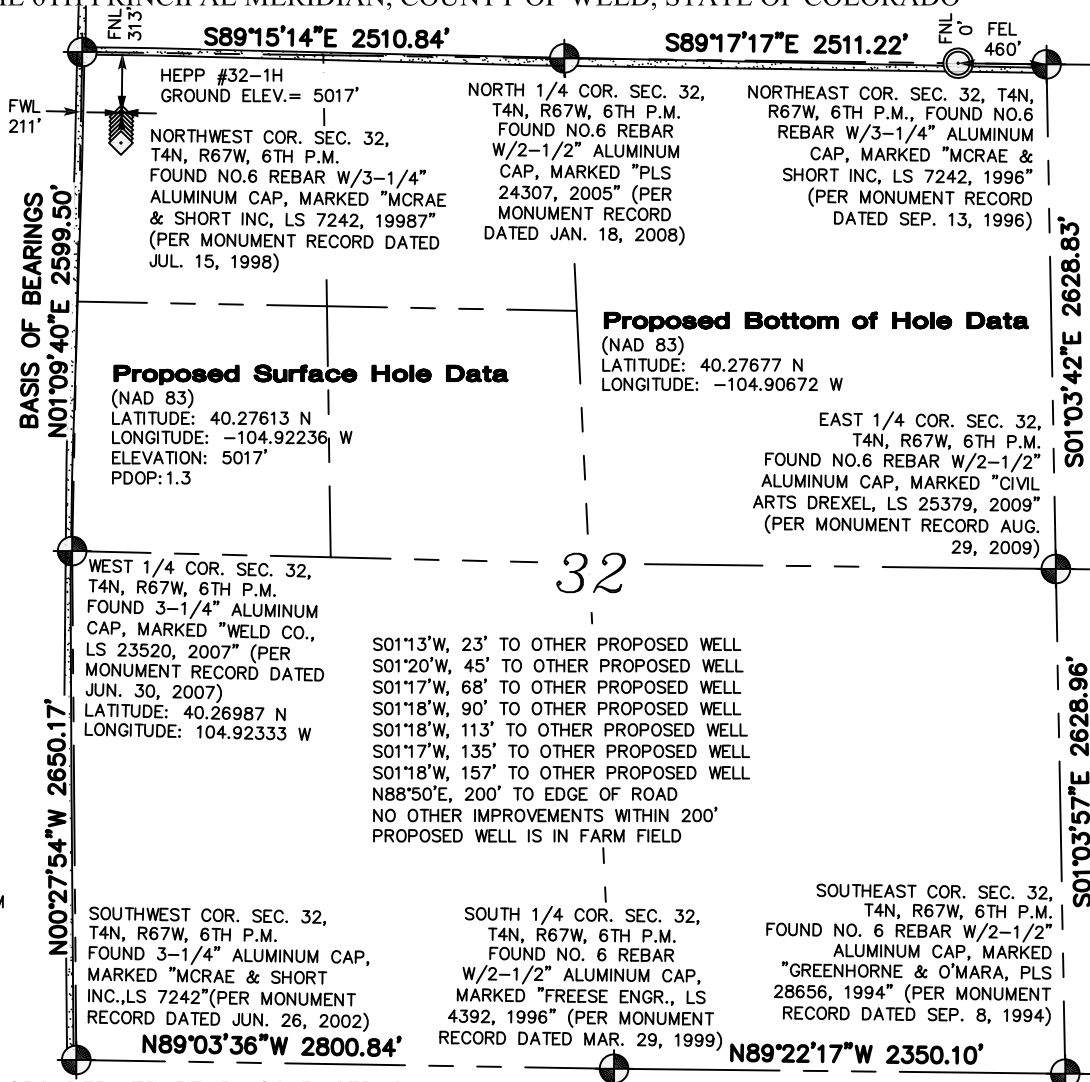 THE 6TH PRINCIPAL MERIDIAN, COUNTY OF WELD, STATE OF COLORADO
FNL
313'
S89°15'14"E 2510.84'
S89°17'17"E 2511.22'
FNL
0'
FEL
460'
FWL
211'
HEPP #32-1H
GROUND ELEV.= 5017'
NORTHWEST COR. SEC. 32,
T4N, R67W, 6TH P.M.
FOUND NO.6 REBAR W/3-1/4"
ALUMINUM CAP, MARKED "MCRAE
& SHORT INC, LS 7242, 19987"
(PER MONUMENT RECORD DATED
JUL. 15, 1998)
NORTH 1/4 COR. SEC. 32,
T4N, R67W, 6TH P.M.
FOUND NO.6 REBAR
W/2-1/2" ALUMINUM
CAP, MARKED "PLS
24307, 2005" (PER
MONUMENT RECORD
DATED JAN. 18, 2008)
NORTHEAST COR. SEC. 32, T4N,
R67W, 6TH P.M., FOUND NO.6
REBAR W/3-1/4" ALUMINUM
CAP, MARKED "MCRAE &
SHORT INC, LS 7242, 1996"
(PER MONUMENT RECORD
DATED SEP. 13, 1996)
BASIS OF BEARINGS
N01°09'40"E 2599.50'
S01°03'42"E 2628.83'
Proposed Surface Hole Data
(NAD 83)
LATITUDE: 40.27613 N
LONGITUDE: -104.92236 W
ELEVATION: 5017'
PDOP:1.3
Proposed Bottom of Hole Data
(NAD 83)
LATITUDE: 40.27677 N
LONGITUDE: -104.90672 W
EAST 1/4 COR. SEC. 32,
T4N, R67W, 6TH P.M.
FOUND NO.6 REBAR W/2-1/2"
ALUMINUM CAP, MARKED "CIVIL
ARTS DREXEL, LS 25379, 2009"
(PER MONUMENT RECORD AUG.
29, 2009)
32
WEST 1/4 COR. SEC. 32,
T4N, R67W, 6TH P.M.
FOUND 3-1/4" ALUMINUM
CAP, MARKED "WELD CO.,
LS 23520, 2007" (PER
MONUMENT RECORD DATED
JUN. 30, 2007)
LATITUDE: 40.26987 N
LONGITUDE: 104.92333 W
S01°13'W, 23' TO OTHER PROPOSED WELL
S01°20'W, 45' TO OTHER PROPOSED WELL
S01°17'W, 68' TO OTHER PROPOSED WELL
S01°18'W, 90' TO OTHER PROPOSED WELL
S01°18'W, 113' TO OTHER PROPOSED WELL
S01°17'W, 135' TO OTHER PROPOSED WELL
S01°18'W, 157' TO OTHER PROPOSED WELL
N88°50'E, 200' TO EDGE OF ROAD
NO OTHER IMPROVEMENTS WITHIN 200'
PROPOSED WELL IS IN FARM FIELD
N00°27'54"W 2650.17'
S01°03'57"E 2628.96'
M
SOUTHWEST COR. SEC. 32,
T4N, R67W, 6TH P.M.
FOUND 3-1/4" ALUMINUM CAP,
MARKED "MCRAE & SHORT
INC.,LS 7242"(PER MONUMENT
RECORD DATED JUN. 26, 2002)
SOUTH 1/4 COR. SEC. 32,
T4N, R67W, 6TH P.M.
FOUND NO. 6 REBAR
W/2-1/2" ALUMINUM CAP,
MARKED "FREESE ENGR., LS
4392, 1996" (PER MONUMENT
RECORD DATED MAR. 29, 1999)
SOUTHEAST COR. SEC. 32,
T4N, R67W, 6TH P.M.
FOUND NO. 6 REBAR W/2-1/2"
ALUMINUM CAP, MARKED
"GREENHORNE & O'MARA, PLS
28656, 1994" (PER MONUMENT
RECORD DATED SEP. 8, 1994)
N89°03'36"W 2800.84'
N89°22'17"W 2350.10'